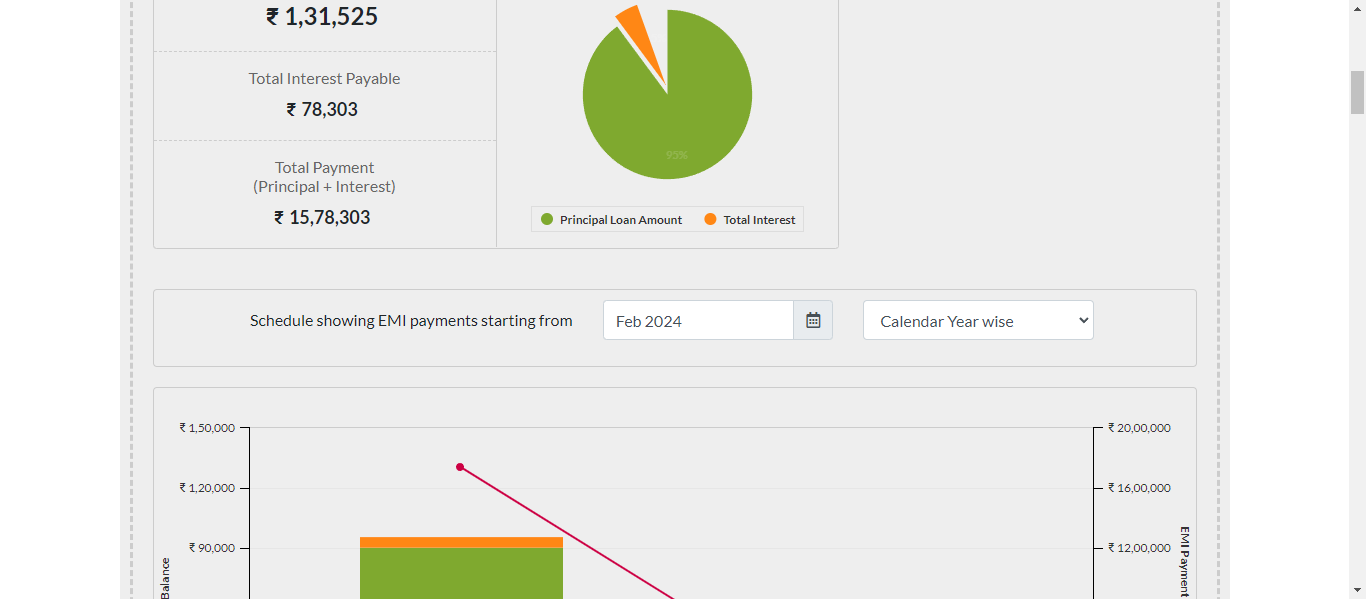 ₹ 1,31,525
Total Interest Payable
₹ 78,303
Total Payment
(Principal + Interest)
₹ 15,78,303
95%
Principal Loan Amount
Total Interest
Schedule showing EMI payments starting from
Feb 2024
Calendar Year wise
₹ 1,50,000
₹ 1,20,000
₹ 90,000
Balance
₹ 20,00,000
₹ 16,00,000
₹ 12,00,000
EMI Payment